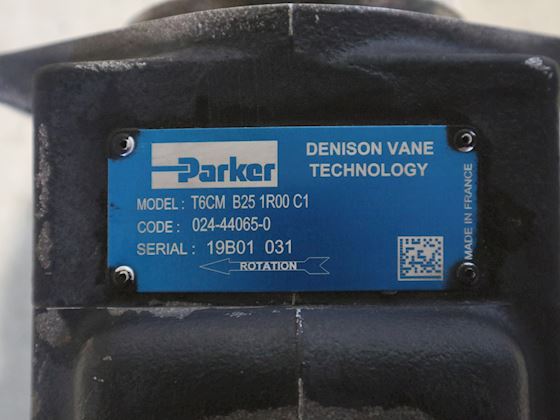 Parker
DENISON VANE
TECHNOLOGY
MODEL : T6CM B25 1R00 C1
CODE : 024-44065-0
SERIAL : 19B01 031
ROTATION
MADE IN FRANCE